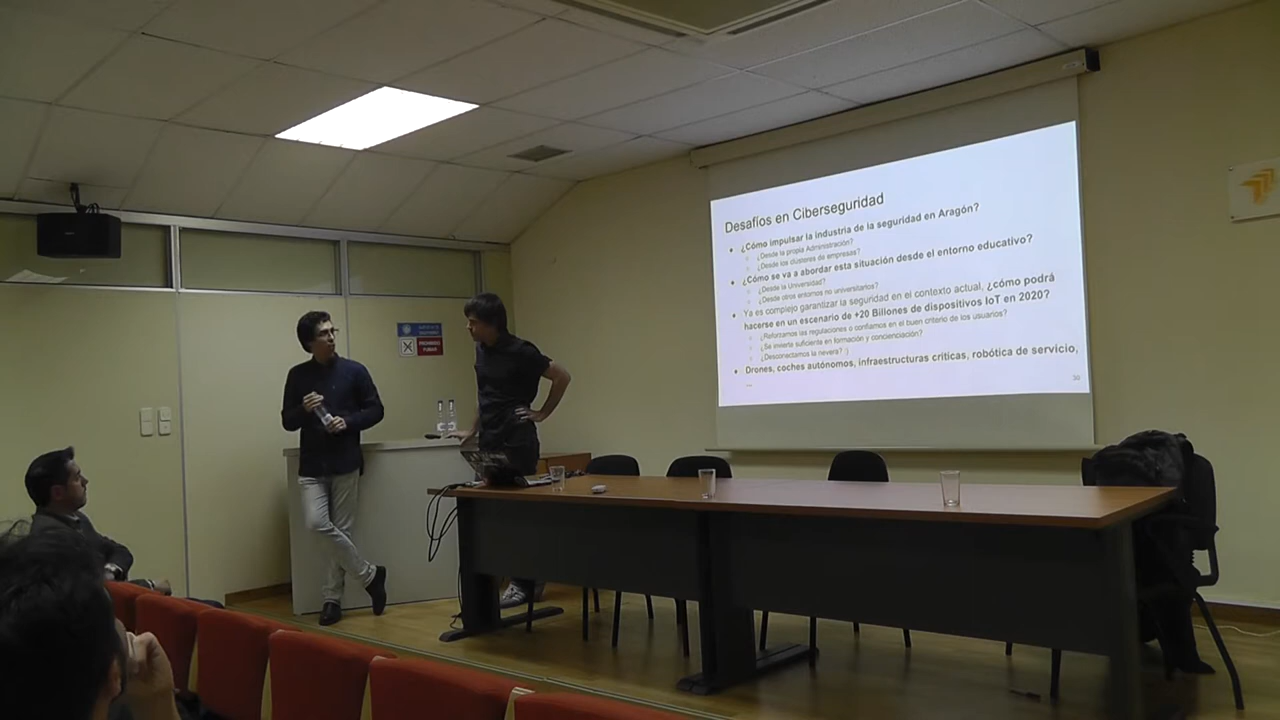 Desafíos en Ciberseguridad
• ¿Cómo impulsar la industria de la seguridad en Aragón?
○ ¿Desde la propia Administración?
○ ¿Desde los clústeres de empresas?
• ¿Cómo se va a abordar esta situación desde el entorno educativo?
○ ¿Desde la Universidad?
○ ¿Desde otros entornos no universitarios?
• Ya es complejo garantizar la seguridad en el contexto actual, ¿cómo podrá
hacerse en un escenario de +20 Billones de dispositivos IoT en 2020?
○ ¿Reforzamos las regulaciones o confiamos en el buen criterio de los usuarios?
○ ¿Se invierte suficiente en formación y concienciación?
○ ¿Desconectamos la nevera? :)
• Drones, coches autónomos, infraestructuras críticas, robótica de servicio,
...
30
PROHIBIDO
FUMAR